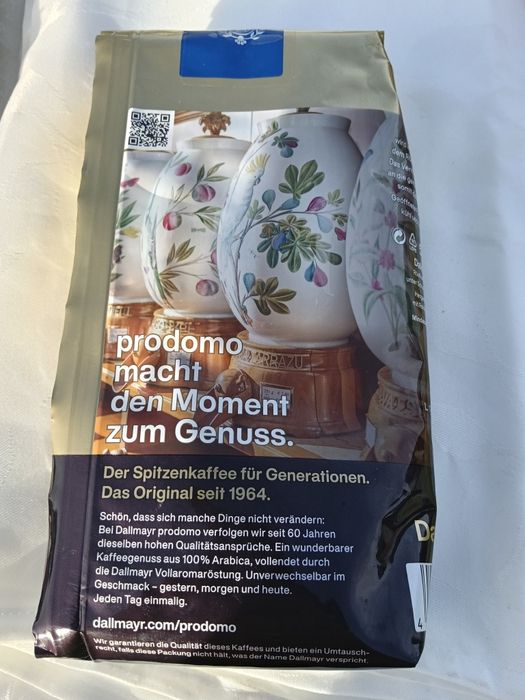 prodomo
macht
den Moment
zum Genuss.
Der Spitzenkaffee für Generationen.
Das Original seit 1964.
Schön, dass sich manche Dinge nicht verändern:
Bei Dallmayr prodomo verfolgen wir seit 60 Jahren
dieselben hohen Qualitätsansprüche. Ein wunderbarer
Kaffeegenuss aus 100% Arabica, vollendet durch
die Dallmayr Vollaromaröstung. Unverwechselbar im
Geschmack – gestern, morgen und heute.
Jeden Tag einmalig.
dallmayr.com/prodomo
Wir garantieren die Qualität dieses Kaffees und bieten ein Umtausch-
recht, falls diese Packung nicht hält, was der Name Dallmayr verspricht.